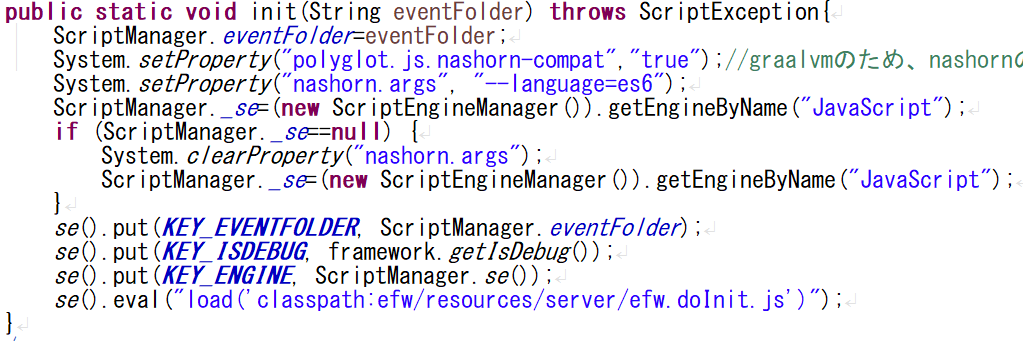 public static void init(String eventFolder) throws ScriptException{
    ScriptManager.eventFolder=eventFolder;
    System.setProperty("polyglot.js.nashorn-compat","true");//graalvmのため、nashornの
    System.setProperty("nashorn.args", "--language=es6");
    ScriptManager._se=(new ScriptEngineManager()).getEngineByName("JavaScript");
    if (ScriptManager._se==null) {
        System.clearProperty("nashorn.args");
        ScriptManager._se=(new ScriptEngineManager()).getEngineByName("JavaScript");
    }
    se().put(KEY_EVENTFOLDER, ScriptManager.eventFolder);
    se().put(KEY_ISDEBUG, framework.getIsDebug());
    se().put(KEY_ENGINE, ScriptManager.se());
    se().eval("load('classpath:efw/resources/server/efw.doInit.js')");
}